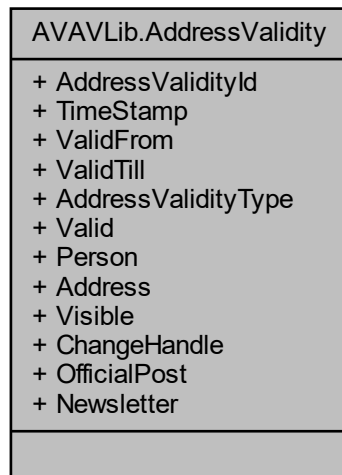 AVAVLib.AddressValidity
+ AddressValidityId
+ TimeStamp
+ ValidFrom
+ ValidTill
+ AddressValidityType
+ Valid
+ Person
+ Address
+ Visible
+ ChangeHandle
+ OfficialPost
+ Newsletter